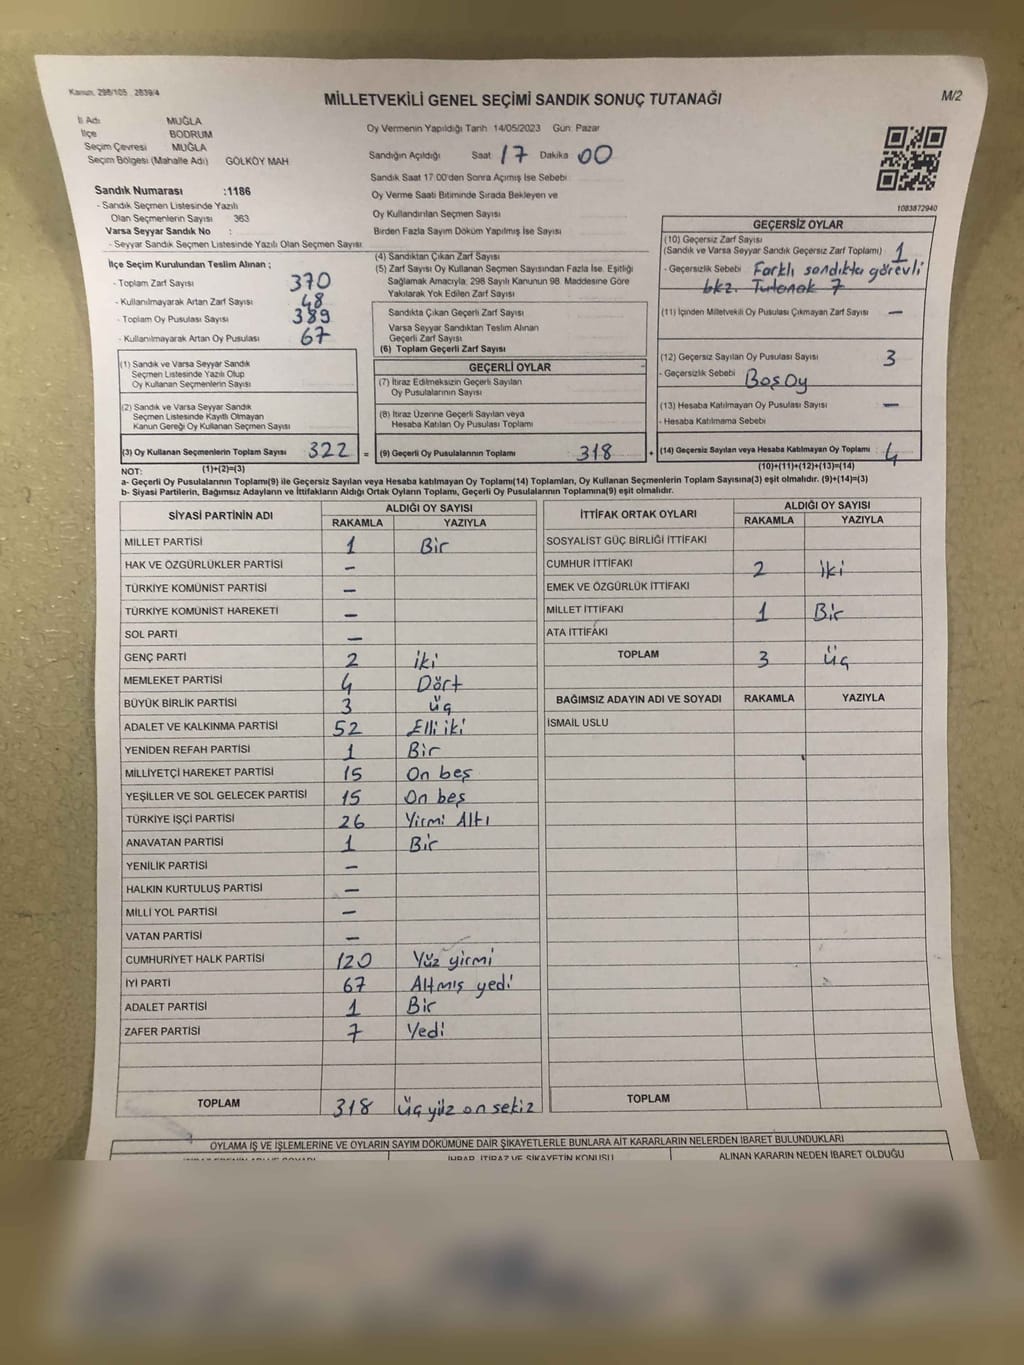 Kanun. 298/105 2839/4
MİLLETVEKİLİ GENEL SEÇİMİ SANDIK SONUÇ TUTANAĞI
M/2
İl Adı MUĞLA
İlçe BODRUM
Seçim Çevresi MUĞLA
Seçim Bölgesi (Mahalle Adı) GÖLKÖY MAH
Oy Vermenin Yapıldığı Tarih 14/05/2023 Gün: Pazar
Sandığın Açıldığı Saat 17 Dakika 00
Sandık Saat 17:00'den Sonra Açımış İse Sebebi
Oy Verme Saati Bitiminde Sırada Bekleyen ve
Oy Kullandırılan Seçmen Sayısı
Birden Fazla Sayım Döküm Yapılmış İse Sayısı
1083872940
Sandık Numarası :1186
- Sandık Seçmen Listesinde Yazılı
Olan Seçmenlerin Sayısı 363
Varsa Seyyar Sandık No :
- Seyyar Sandık Seçmen Listesinde Yazılı Olan Seçmen Sayısı
İlçe Seçim Kurulundan Teslim Alınan ;
- Toplam Zarf Sayısı 370
- Kullanılmayarak Artan Zarf Sayısı 48
- Toplam Oy Pusulası Sayısı 389
- Kullanılmayarak Artan Oy Pusulası 67
(1) Sandık ve Varsa Seyyar Sandık
Seçmen Listesinde Yazılı Olup
Oy Kullanan Seçmenlerin Sayısı
(2) Sandık ve Varsa Seyyar Sandık
Seçmen Listesinde Kayıtlı Olmayan
Kanun Gereği Oy Kullanan Seçmen Sayısı
(3) Oy Kullanan Seçmenlerin Toplam Sayısı 322 =
(4) Sandıktan Çıkan Zarf Sayısı
(5) Zarf Sayısı Oy Kullanan Seçmen Sayısından Fazla İse, Eşitliği
Sağlamak Amacıyla; 298 Sayılı Kanunun 98. Maddesine Göre
Yakılarak Yok Edilen Zarf Sayısı
Sandıkta Çıkan Geçerli Zarf Sayısı
Varsa Seyyar Sandıktan Teslim Alınan
Geçerli Zarf Sayısı
(6) Toplam Geçerli Zarf Sayısı
GEÇERLİ OYLAR
(7) İtiraz Edilmeksizin Geçerli Sayılan
Oy Pusulalarının Sayısı
(8) İtiraz Üzerine Geçerli Sayılan veya
Hesaba Katılan Oy Pusulası Toplamı
(9) Geçerli Oy Pusulalarının Toplamı 318 +
GEÇERSİZ OYLAR
(10) Geçersiz Zarf Sayısı
(Sandık ve Varsa Seyyar Sandık Geçersiz Zarf Toplamı) 1
- Geçersizlik Sebebi Farklı sandıkta görevli
bkz. Tutanak 7
(11) İçinden Milletvekili Oy Pusulası Çıkmayan Zarf Sayısı —
(12) Geçersiz Sayılan Oy Pusulası Sayısı 3
- Geçersizlik Sebebi Boş Oy
(13) Hesaba Katılmayan Oy Pusulası Sayısı —
- Hesaba Katılmama Sebebi
(14) Geçersiz Sayılan veya Hesaba Katılmayan Oy Toplamı : 4
NOT: (1)+(2)=(3)
(10)+(11)+(12)+(13)=(14)
a- Geçerli Oy Pusulalarının Toplamı(9) ile Geçersiz Sayılan veya Hesaba katılmayan Oy Toplamı(14) Toplamları, Oy Kullanan Seçmenlerin Toplam Sayısına(3) eşit olmalıdır. (9)+(14)=(3)
b- Siyasi Partilerin, Bağımsız Adayların ve İttifakların Aldığı Ortak Oyların Toplamı, Geçerli Oy Pusulalarının Toplamına(9) eşit olmalıdır.
SİYASİ PARTİNİN ADI ALDIĞI OY SAYISI
RAKAMLA YAZIYLA
MİLLET PARTİSİ 1 Bir
HAK VE ÖZGÜRLÜKLER PARTİSİ —
TÜRKİYE KOMÜNİST PARTİSİ —
TÜRKİYE KOMÜNİST HAREKETİ —
SOL PARTİ —
GENÇ PARTİ 2 iki
MEMLEKET PARTİSİ 4 Dört
BÜYÜK BİRLİK PARTİSİ 3 üç
ADALET VE KALKINMA PARTİSİ 52 Elli iki
YENİDEN REFAH PARTİSİ 1 Bir
MİLLİYETÇİ HAREKET PARTİSİ 15 On beş
YEŞİLLER VE SOL GELECEK PARTİSİ 15 On beş
TÜRKİYE İŞÇİ PARTİSİ 26 Yirmi Altı
ANAVATAN PARTİSİ 1 Bir
YENİLİK PARTİSİ —
HALKIN KURTULUŞ PARTİSİ —
MİLLİ YOL PARTİSİ —
VATAN PARTİSİ —
CUMHURİYET HALK PARTİSİ 120 Yüz yirmi
İYİ PARTİ 67 Altmış yedi
ADALET PARTİSİ 1 Bir
ZAFER PARTİSİ 7 Yedi
TOPLAM 318 üç yüz on sekiz
İTTİFAK ORTAK OYLARI ALDIĞI OY SAYISI
RAKAMLA YAZIYLA
SOSYALİST GÜÇ BİRLİĞİ İTTİFAKI
CUMHUR İTTİFAKI 2 iki
EMEK VE ÖZGÜRLÜK İTTİFAKI
MİLLET İTTİFAKI 1 Bir
ATA İTTİFAKI
TOPLAM 3 üç
BAĞIMSIZ ADAYIN ADI VE SOYADI RAKAMLA YAZIYLA
İSMAİL USLU
TOPLAM
OYLAMA İŞ VE İŞLEMLERİNE VE OYLARIN SAYIM DÖKÜMÜNE DAİR ŞİKAYETLERLE BUNLARA AİT KARARLARIN NELERDEN İBARET BULUNDUKLARI
İHBAR, İTİRAZ VE ŞİKAYETİN KONUSU
ALINAN KARARIN NEDEN İBARET OLDUĞU